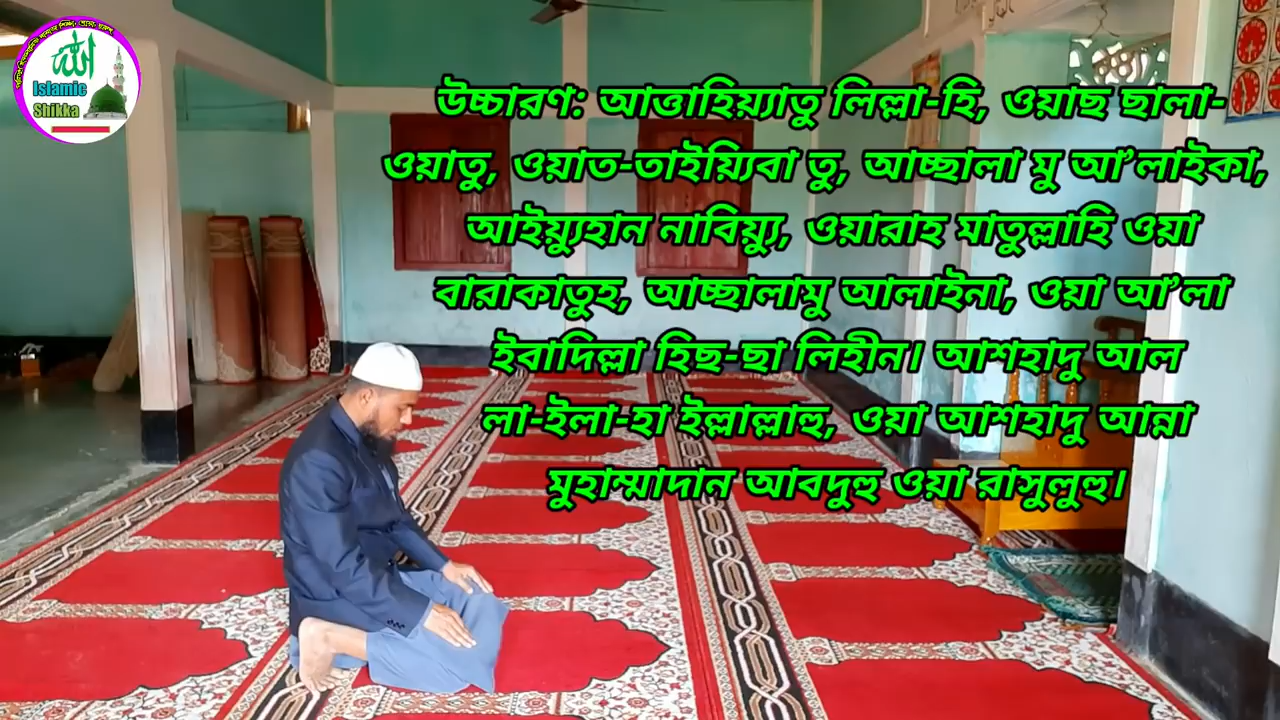 الله
Islamic
Shikka
উচ্চারণ: আত্তাহিয়্যাতু লিল্লা-হি, ওয়াছ ছালা-
ওয়াতু, ওয়াত-তাইয়্যিবা তু, আচ্ছালা মু আ’লাইকা,
আইয়্যুহান নাবিয়্যু, ওয়ারাহ মাতুল্লাহি ওয়া
বারাকাতুহ, আচ্ছালামু আলাইনা, ওয়া আ’লা
ইবাদিল্লা হিছ-ছা লিহীন। আশহাদু আল
লা-ইলা-হা ইল্লাল্লাহু, ওয়া আশহাদু আন্না
মুহাম্মাদান আবদুহু ওয়া রাসুলুহু।